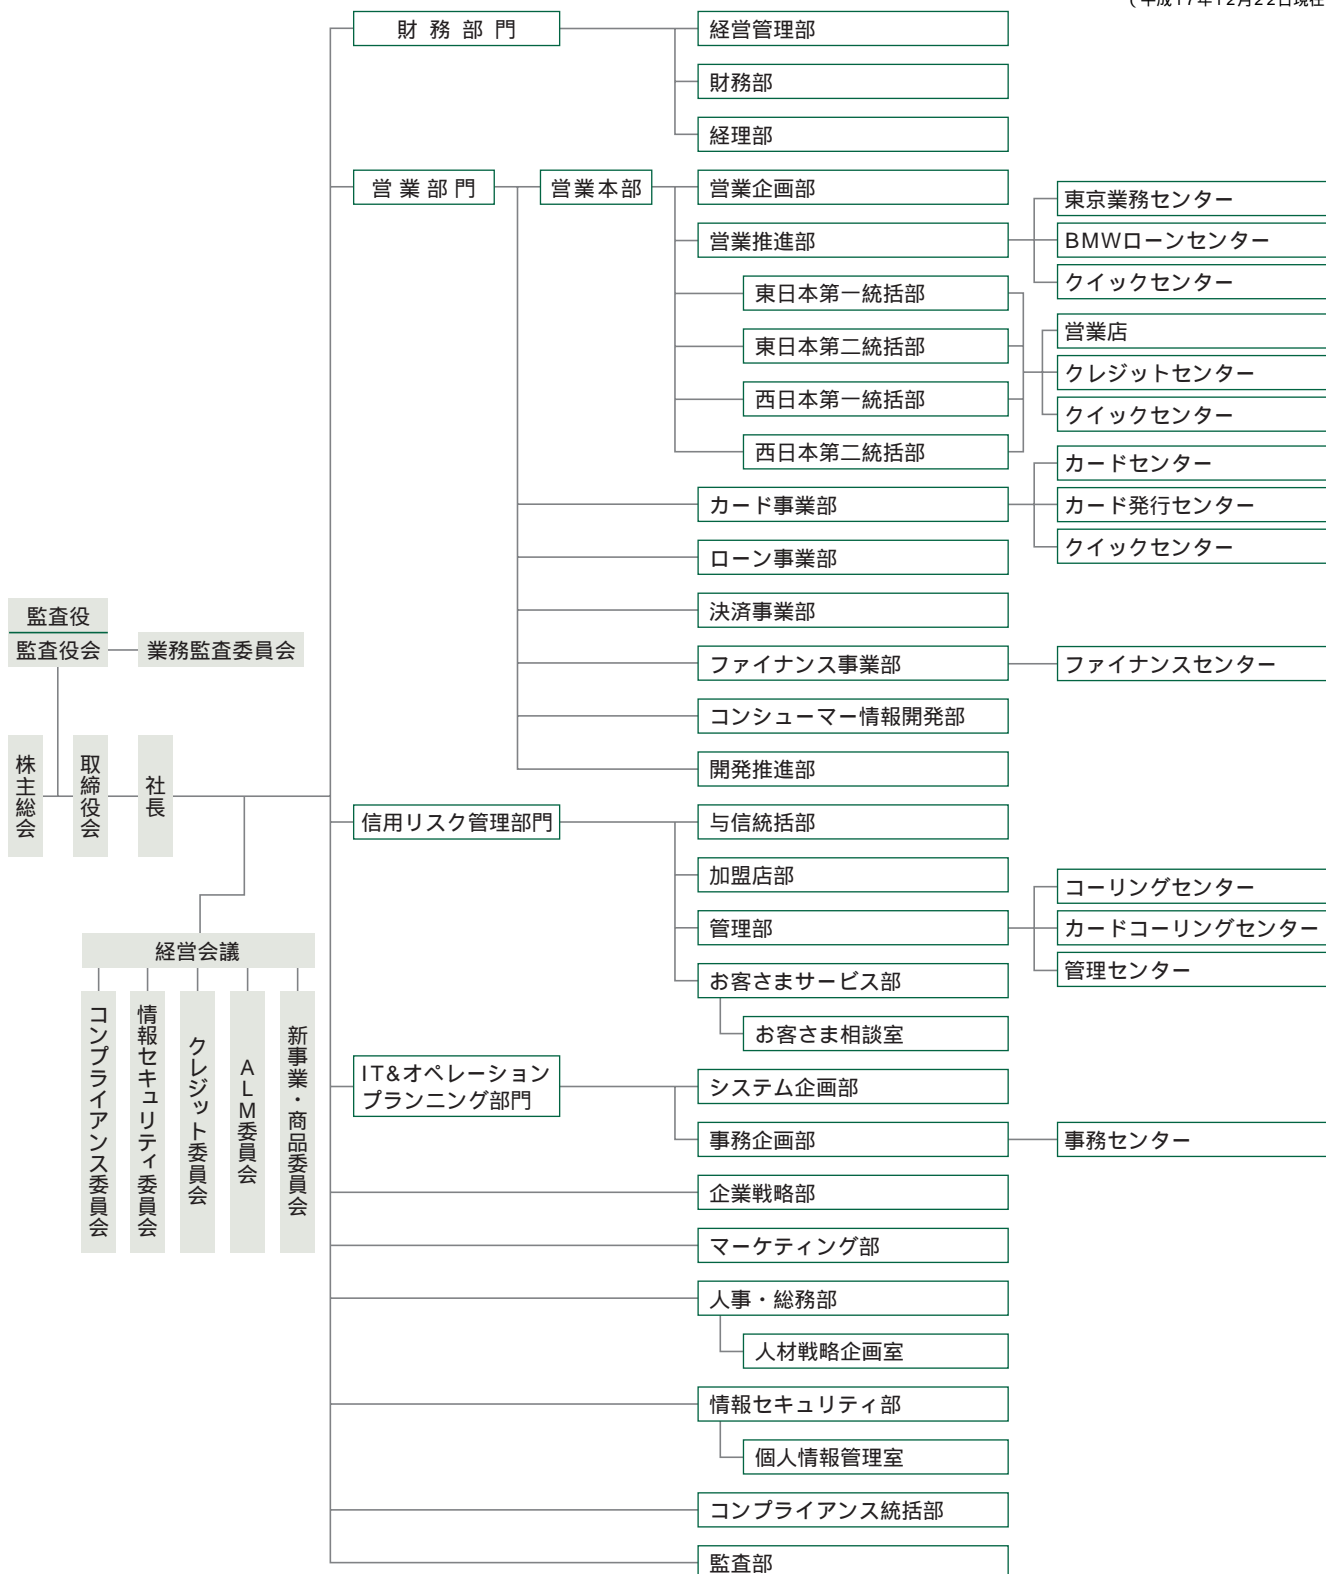 (平成17年12月22日現在
財務部門
経営管理部
財務部
経理部
営業部門
営業本部
営業企画部
営業推進部
東京業務センター
BMWローンセンター
クイックセンター
東日本第一統括部
東日本第二統括部
西日本第一統括部
西日本第二統括部
営業店
クレジットセンター
クイックセンター
カード事業部
カードセンター
カード発行センター
クイックセンター
ローン事業部
決済事業部
ファイナンス事業部
ファイナンスセンター
コンシューマー情報開発部
開発推進部
監査役
監査役会
業務監査委員会
株主総会
取締役会
社長
経営会議
コンプライアンス委員会
情報セキュリティ委員会
クレジット委員会
ALM委員会
新事業・商品委員会
信用リスク管理部門
与信統括部
加盟店部
管理部
コーリングセンター
カードコーリングセンター
管理センター
お客さまサービス部
お客さま相談室
IT&オペレーション
プランニング部門
システム企画部
事務企画部
事務センター
企業戦略部
マーケティング部
人事・総務部
人材戦略企画室
情報セキュリティ部
個人情報管理室
コンプライアンス統括部
監査部